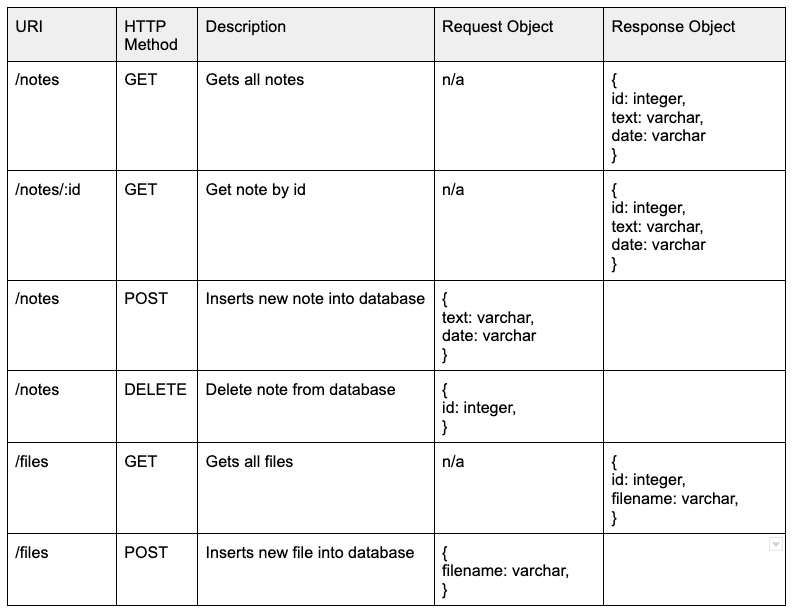 URI HTTP Method Description Request Object Response Object
/notes GET Gets all notes n/a {
id: integer,
text: varchar,
date: varchar
}
/notes/:id GET Get note by id n/a {
id: integer,
text: varchar,
date: varchar
}
/notes POST Inserts new note into database {
text: varchar,
date: varchar
}
/notes DELETE Delete note from database {
id: integer,
}
/files GET Gets all files n/a {
id: integer,
filename: varchar,
}
/files POST Inserts new file into database {
filename: varchar,
}